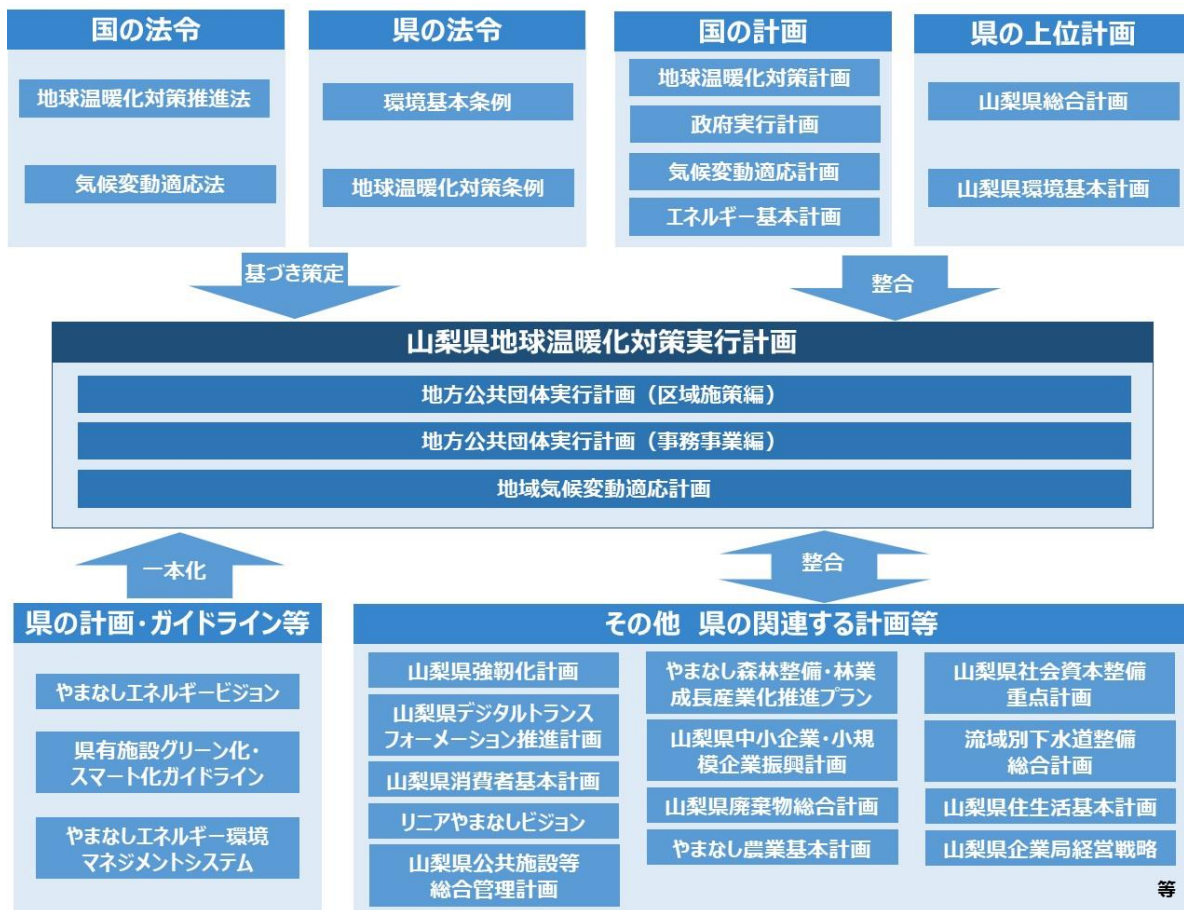 国の法令
地球温暖化対策推進法
気候変動適応法
県の法令
環境基本条例
地球温暖化対策条例
国の計画
地球温暖化対策計画
政府実行計画
気候変動適応計画
エネルギー基本計画
県の上位計画
山梨県総合計画
山梨県環境基本計画
基づき策定
整合
山梨県地球温暖化対策実行計画
地方公共団体実行計画（区域施策編）
地方公共団体実行計画（事務事業編）
地域気候変動適応計画
一本化
整合
県の計画・ガイドライン等
やまなしエネルギービジョン
県有施設グリーン化・
スマート化ガイドライン
やまなしエネルギー環境
マネジメントシステム
その他 県の関連する計画等
山梨県強靭化計画
山梨県デジタルトランス
フォーメーション推進計画
山梨県消費者基本計画
リニアやまなしビジョン
山梨県公共施設等
総合管理計画
やまなし森林整備・林業
成長産業化推進プラン
山梨県中小企業・小規
模企業振興計画
山梨県廃棄物総合計画
やまなし農業基本計画
山梨県社会資本整備
重点計画
流域別下水道整備
総合計画
山梨県住生活基本計画
山梨県企業局経営戦略
等